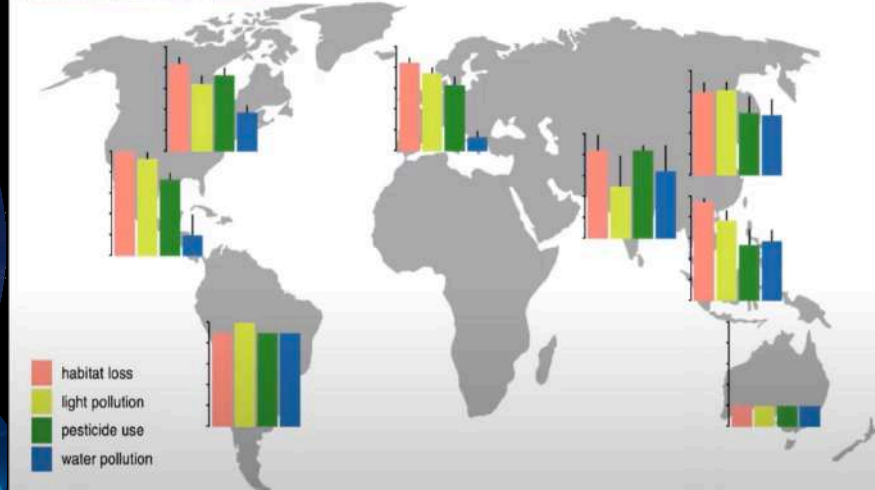 habitat loss
light pollution
pesticide use
water pollution